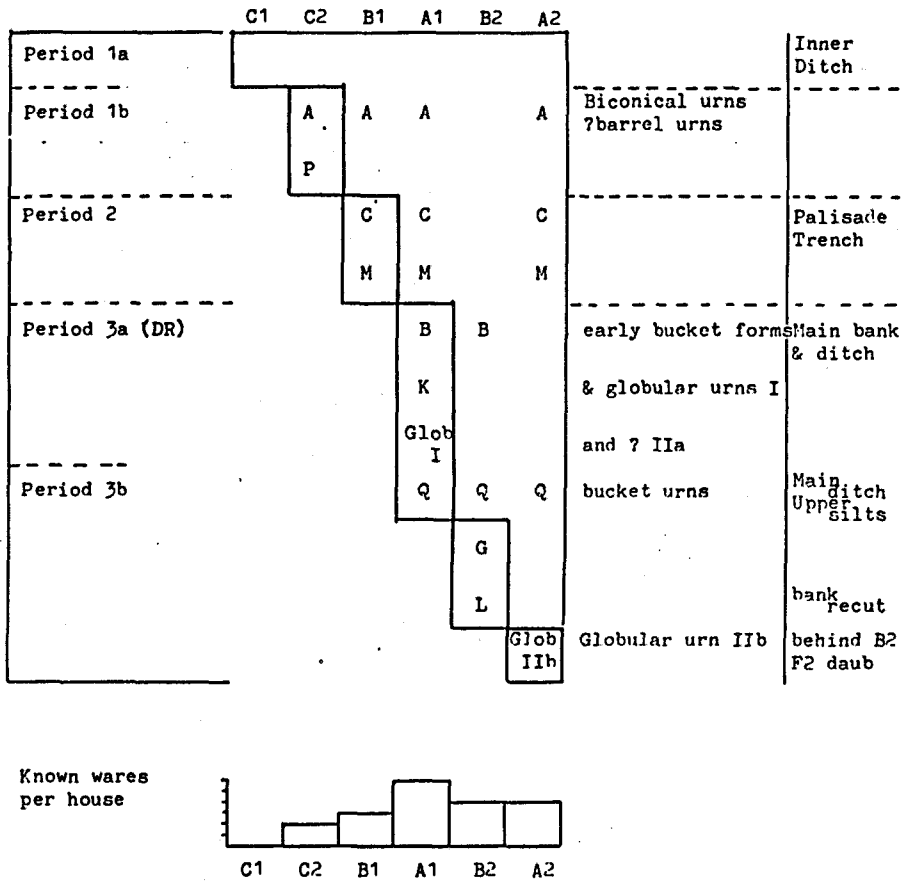 C1 C2 B1 A1 B2 A2
Period 1a
Inner
Ditch
Period 1b A A A A Biconical urns
?barrel urns
P
Period 2 C C C Palisade
Trench
M M M
Period 3a (DR) B B early bucket forms Main bank
& ditch
K & globular urns I
Glob
I
and ? IIa
Period 3b Q Q Q bucket urns Main ditch
Upper silts
G
L bank recut
Glob
IIb
Globular urn IIb behind B2
F2 daub
Known wares
per house
C1 C2 B1 A1 B2 A2